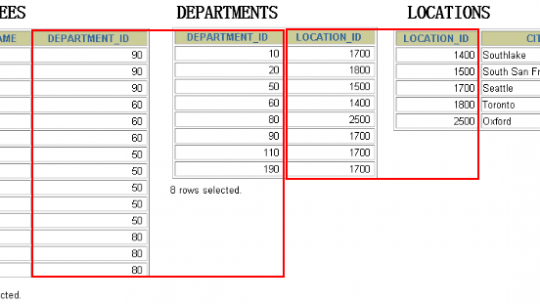 EES
AME DEPARTMENT_ID
90
90
90
60
60
60
50
50
50
50
50
80
80
80
cted.
DEPARTMENTS
DEPARTMENT_ID LOCATION_ID
10 1700
20 1800
50 1500
60 1400
80 2500
90 1700
110 1700
190 1700
8 rows selected.
LOCATIONS
LOCATION_ID CIT
1400 Southlake
1500 South San Fr
1700 Seattle
1800 Toronto
2500 Oxford